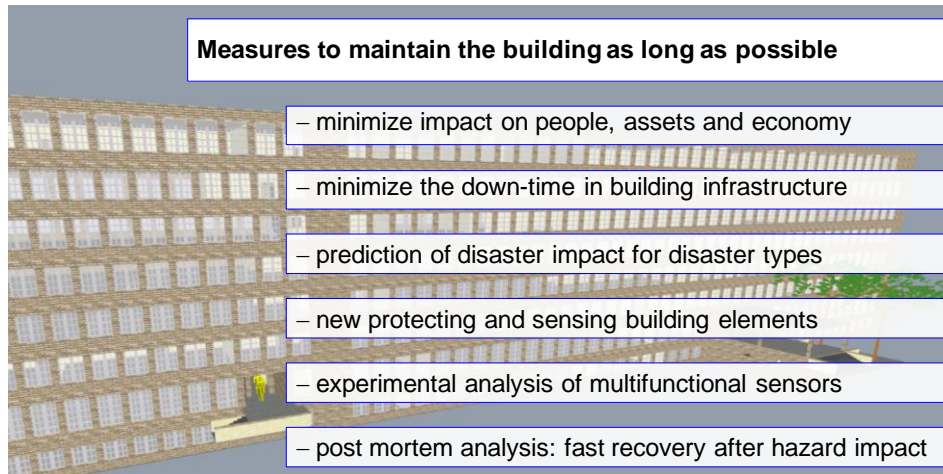 Measures to maintain the building as long as possible
– minimize impact on people, assets and economy
– minimize the down-time in building infrastructure
– prediction of disaster impact for disaster types
– new protecting and sensing building elements
– experimental analysis of multifunctional sensors
– post mortem analysis: fast recovery after hazard impact